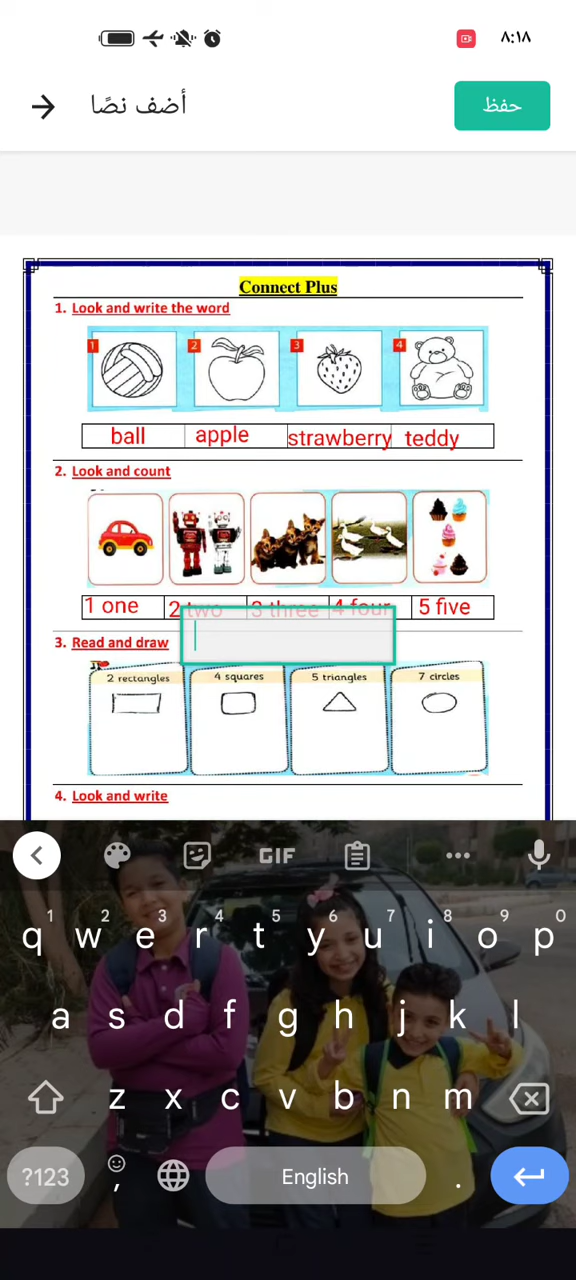 ٨:١٨
أضف نصًا
حفظ
Connect Plus
1. Look and write the word
1 2 3 4
ball apple strawberry teddy
2. Look and count
1 one 2 two 3 three 4 four 5 five
3. Read and draw
2 rectangles 4 squares 5 triangles 7 circles
4. Look and write
GIF
1 2 3 4 5 6 7 8 9 0
q w e r t y u i o p
a s d f g h j k l
z x c v b n m
?123 , English .